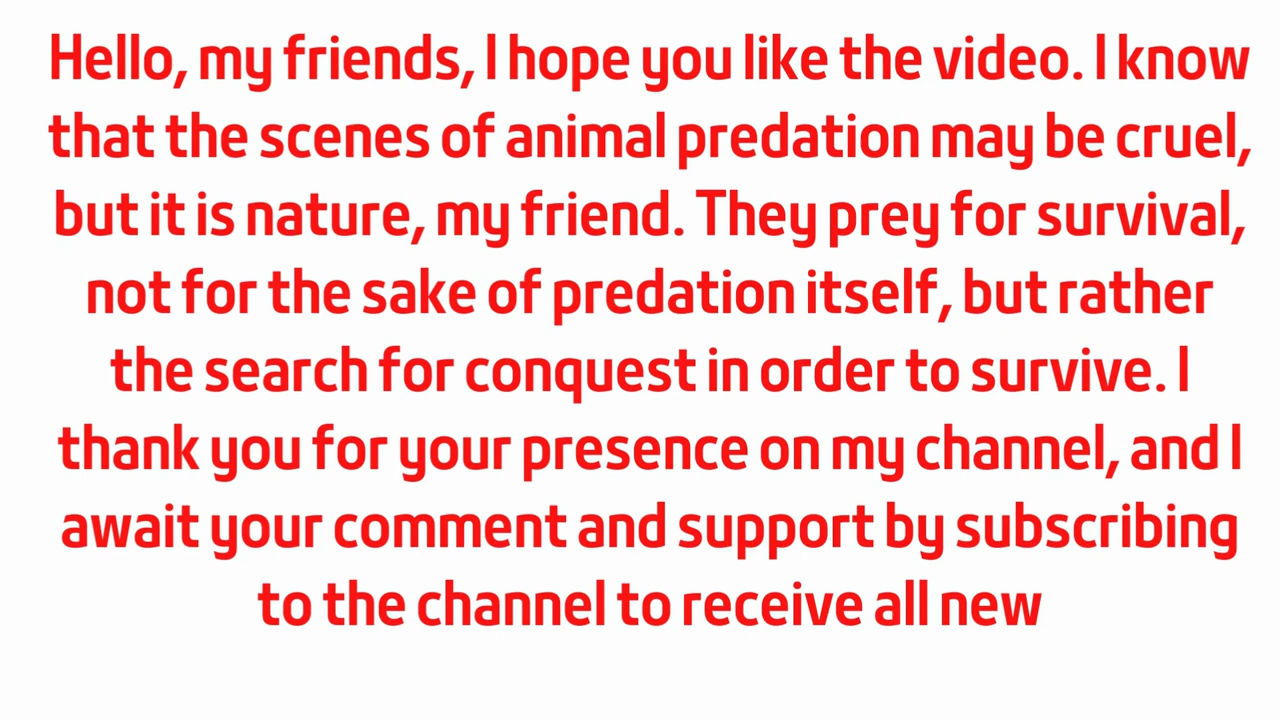 Hello, my friends, I hope you like the video. I know
that the scenes of animal predation may be cruel,
but it is nature, my friend. They prey for survival,
not for the sake of predation itself, but rather
the search for conquest in order to survive. I
thank you for your presence on my channel, and I
await your comment and support by subscribing
to the channel to receive all new